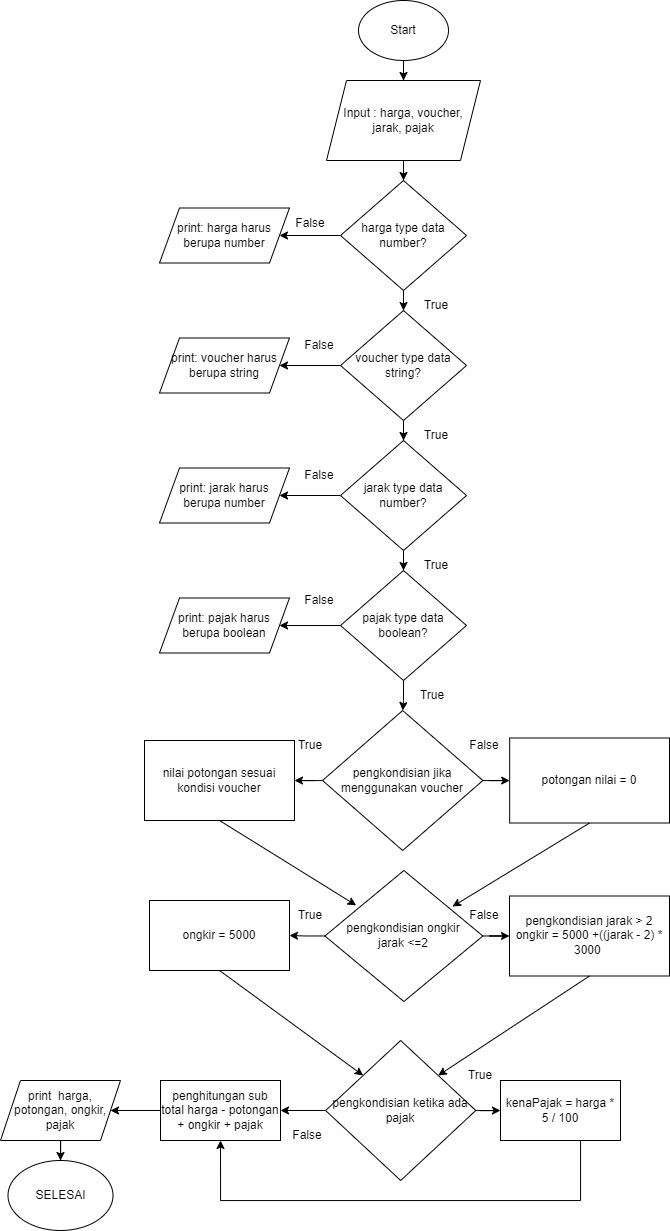 Start
Input : harga, voucher,
jarak, pajak
harga type data
number?
False
print: harga harus
berupa number
True
voucher type data
string?
False
print: voucher harus
berupa string
True
jarak type data
number?
False
print: jarak harus
berupa number
True
pajak type data
boolean?
False
print: pajak harus
berupa boolean
True
pengkondisian jika
menggunakan voucher
True
nilai potongan sesuai
kondisi voucher
False
potongan nilai = 0
pengkondisian ongkir
jarak <=2
True
ongkir = 5000
False
pengkondisian jarak > 2
ongkir = 5000 +((jarak - 2) *
3000
pengkondisian ketika ada
pajak
True
kenaPajak = harga *
5 / 100
False
penghitungan sub
total harga - potongan
+ ongkir + pajak
print  harga,
potongan, ongkir,
pajak
SELESAI